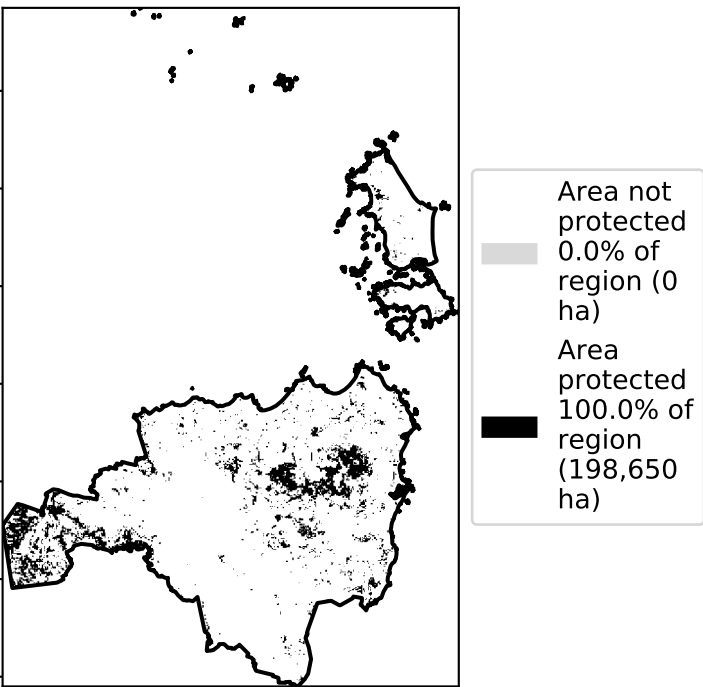 Area not
protected
0.0% of
region (0
ha)
Area
protected
100.0% of
region
(198,650
ha)